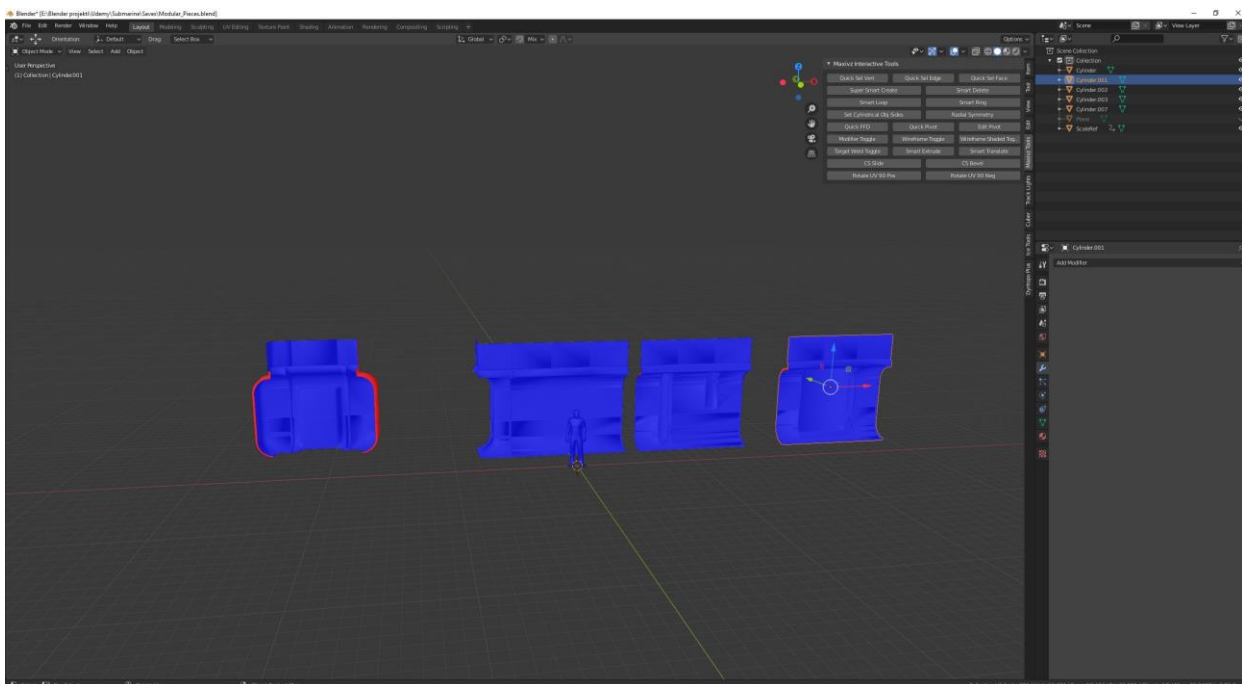 Blender* [E:\Blender projekti\Udemy\Submarine\Saves\Modular_Pieces.blend]
File Edit Render Window Help Layout Modeling Sculpting UV Editing Texture Paint Shading Animation Rendering Compositing Scripting + Scene View Layer
Orientation: Default Drag: Select Box Global Mix Options
Object Mode View Select Add Object
User Perspective
(1) Collection | Cylinder.001
Scene Collection
Collection
Cylinder
Cylinder.001
Cylinder.002
Cylinder.003
Cylinder.007
Plane
ScaleRef
Maxivz Interactive Tools
Quick Sel Vert Quick Sel Edge Quick Sel Face
Super Smart Create Smart Delete
Smart Loop Smart Ring
Set Cylindrical Obj Sides Radial Symmetry
Quick FFD Quick Pivot Edit Pivot
Modifier Toggle Wireframe Toggle Wireframe Shaded Tog..
Target Weld Toggle Smart Extrude Smart Translate
CS Slide CS Bevel
Rotate UV 90 Pos Rotate UV 90 Neg
Item
Tool
View
Edit
Maxivz Tools
Track Lights
Cuber
Ice Tools
Dystopia Plus
Cylinder.001
Add Modifier